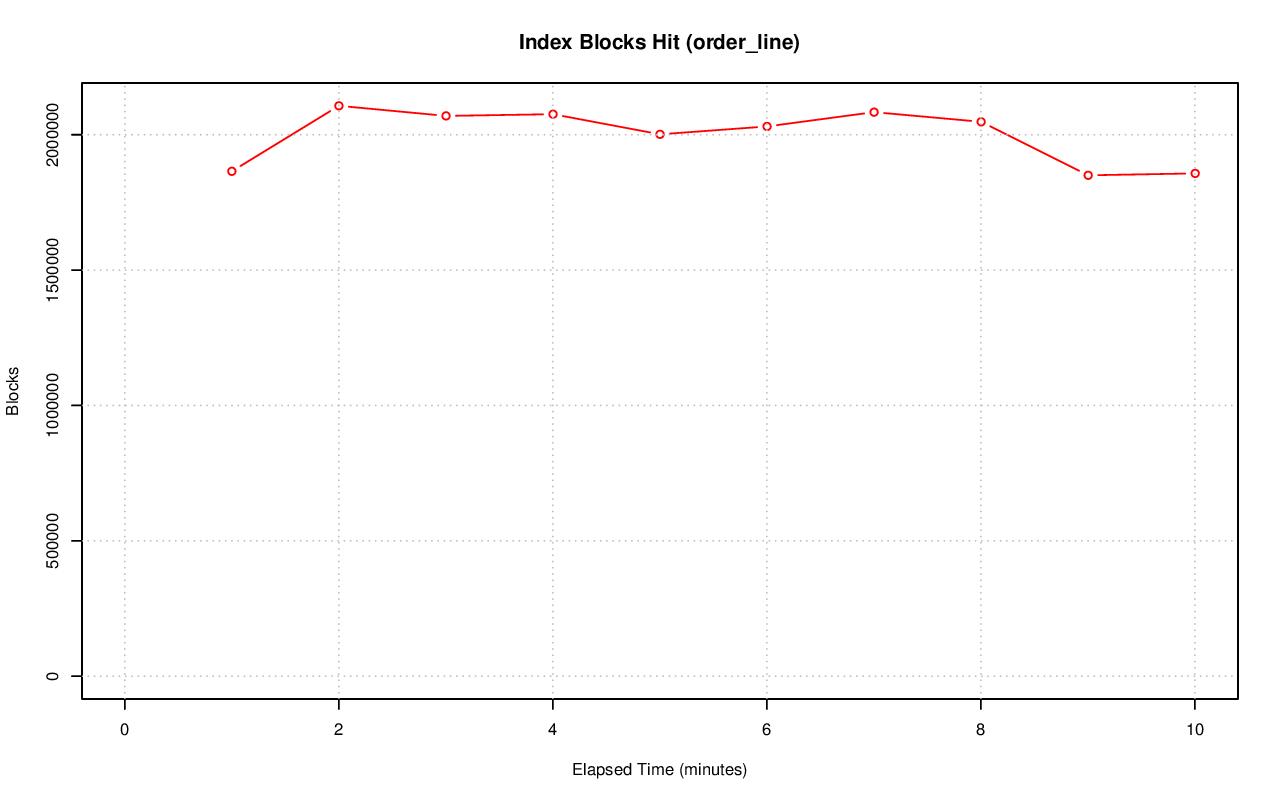 Index Blocks Hit (order_line)
2000000
1500000
1000000
500000
0
Blocks
0 2 4 6 8 10
Elapsed Time (minutes)